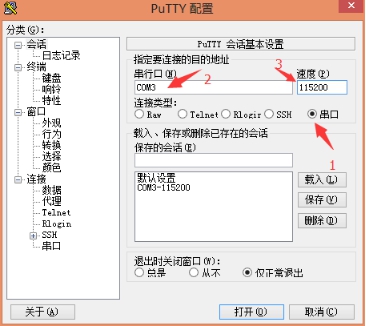 PuTTY 配置
分类(G):
会话
日志记录
终端
键盘
响铃
特性
窗口
外观
行为
转换
选择
颜色
连接
数据
代理
Telnet
Rlogin
SSH
串口
PuTTY 会话基本设置
指定要连接的目的地址
串行口(N)
2
3
速度(P)
COM3
115200
连接类型:
Raw
Telnet
Rlogin
SSH
串口
1
载入、保存或删除已存在的会话
保存的会话(E)
默认设置
COM3-115200
载入(L)
保存(V)
删除(D)
退出时关闭窗口(W):
总是
从不
仅正常退出
关于(A)
打开(O)
取消(C)